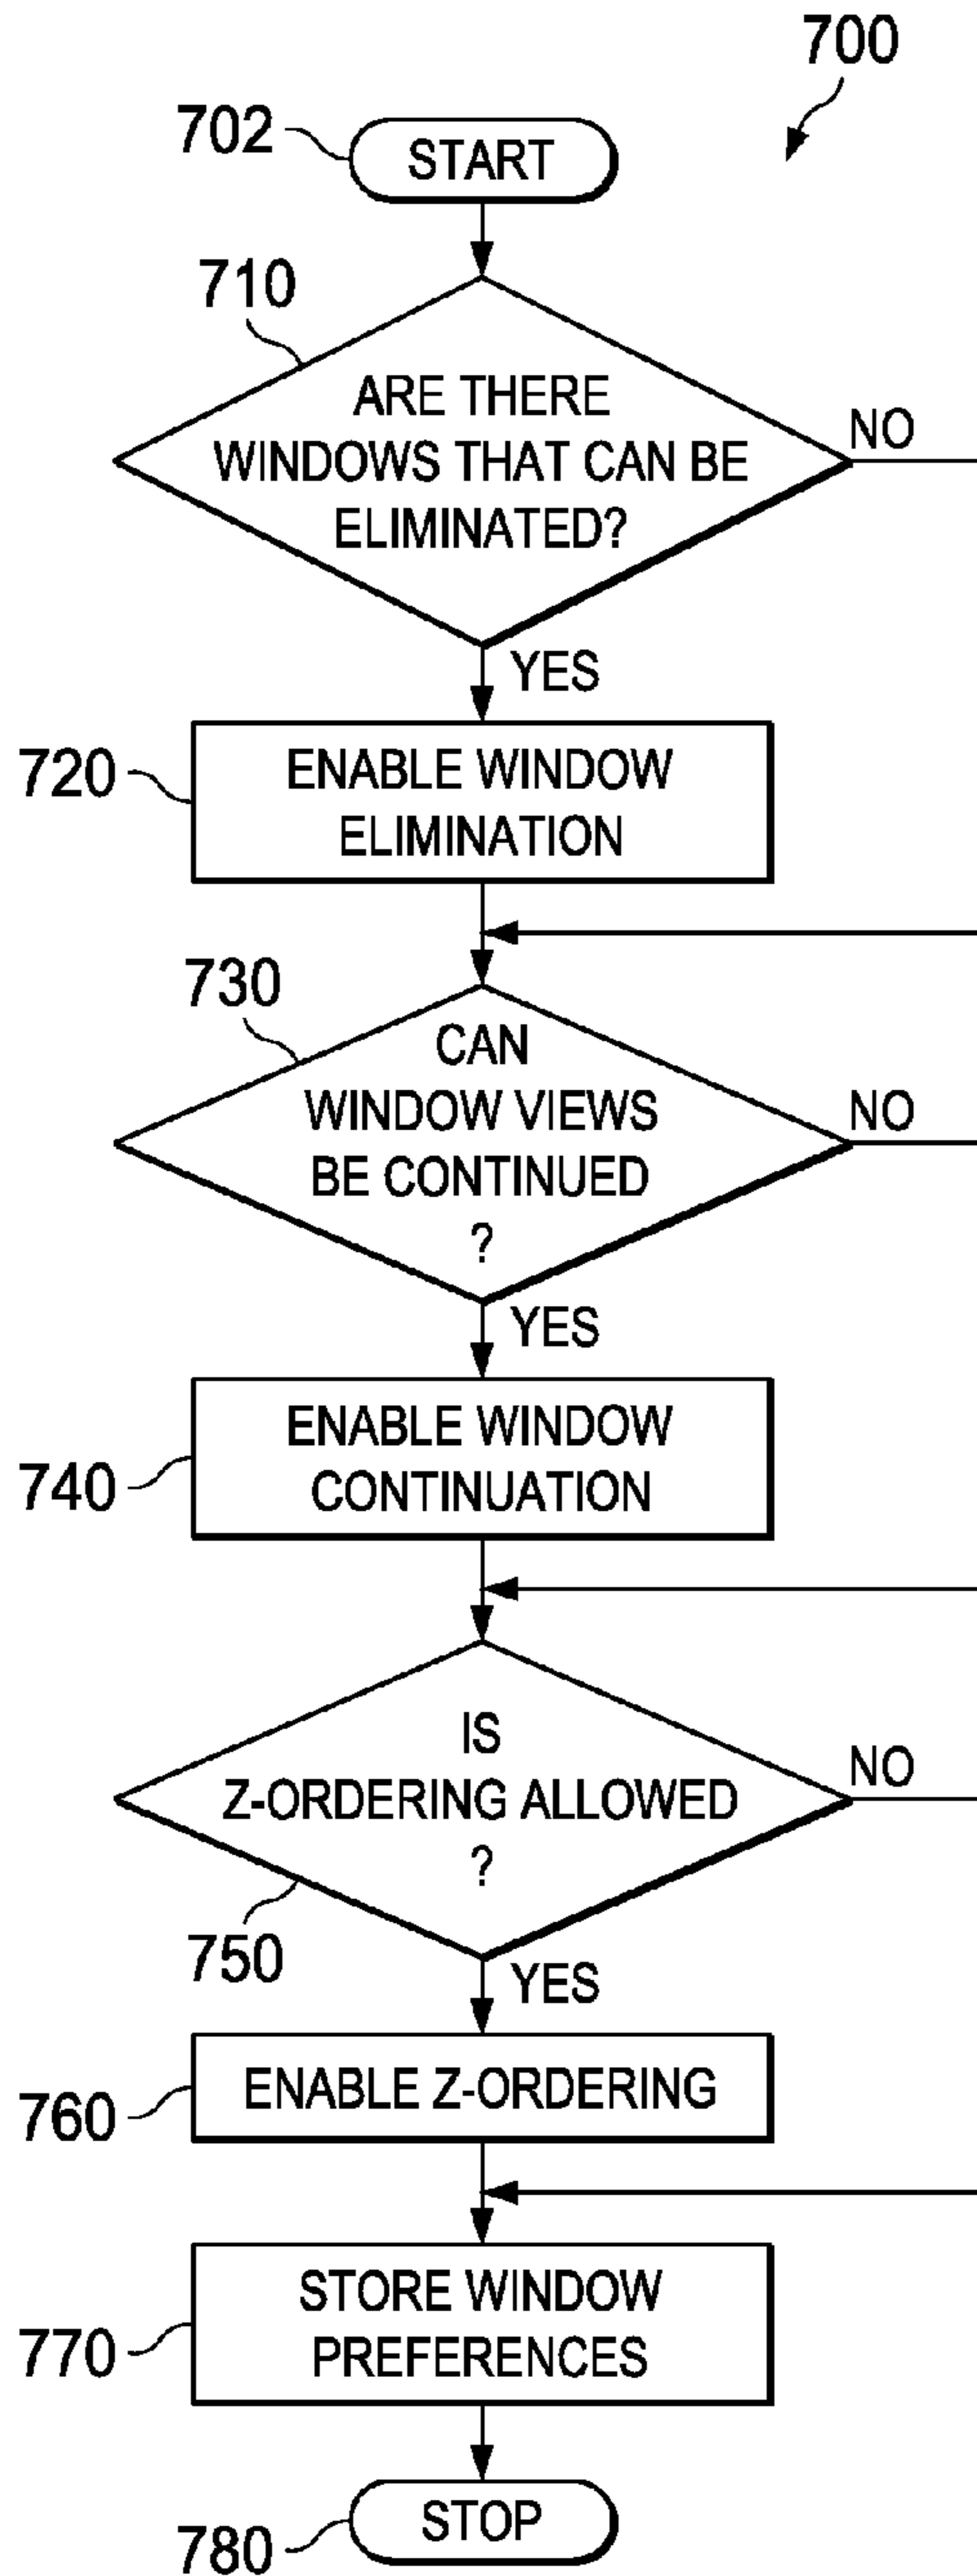 700
702
START
710
ARE THERE
WINDOWS THAT CAN BE
ELIMINATED?
NO
YES
720
ENABLE WINDOW
ELIMINATION
730
CAN
WINDOW VIEWS
BE CONTINUED
?
NO
YES
740
ENABLE WINDOW
CONTINUATION
IS
Z-ORDERING ALLOWED
?
NO
750
YES
760
ENABLE Z-ORDERING
770
STORE WINDOW
PREFERENCES
780
STOP